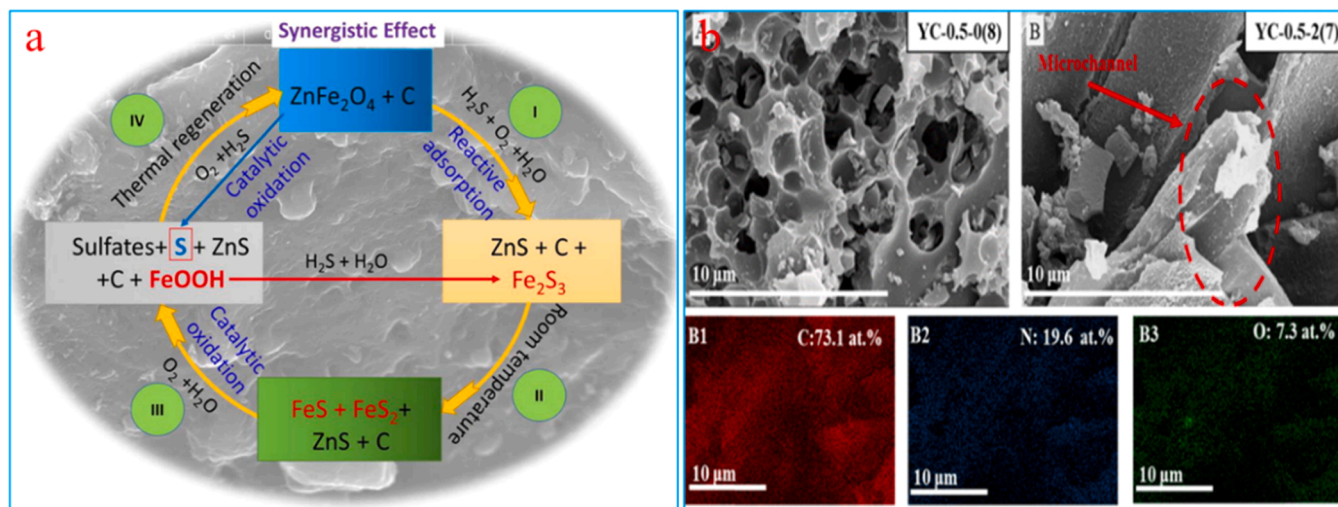 a
Synergistic Effect
ZnFe₂O₄ + C
IV
Thermal regeneration
O₂ +H₂S
Catalytic
oxidation
I
H₂S + O₂ +H₂O
Reactive
adsorption
Sulfates+ S + ZnS
+C + FeOOH
H₂S + H₂O
ZnS + C +
Fe₂S₃
Catalytic
oxidation
O₂ +H₂O
III
FeS + FeS₂+
ZnS + C
Room temperature
II
b
A
YC-0.5-0(8)
10 μm
B
YC-0.5-2(7)
Microchannel
10 μm
B1
C:73.1 at.%
10 μm
B2
N: 19.6 at.%
10 μm
B3
O: 7.3 at.%
10 μm